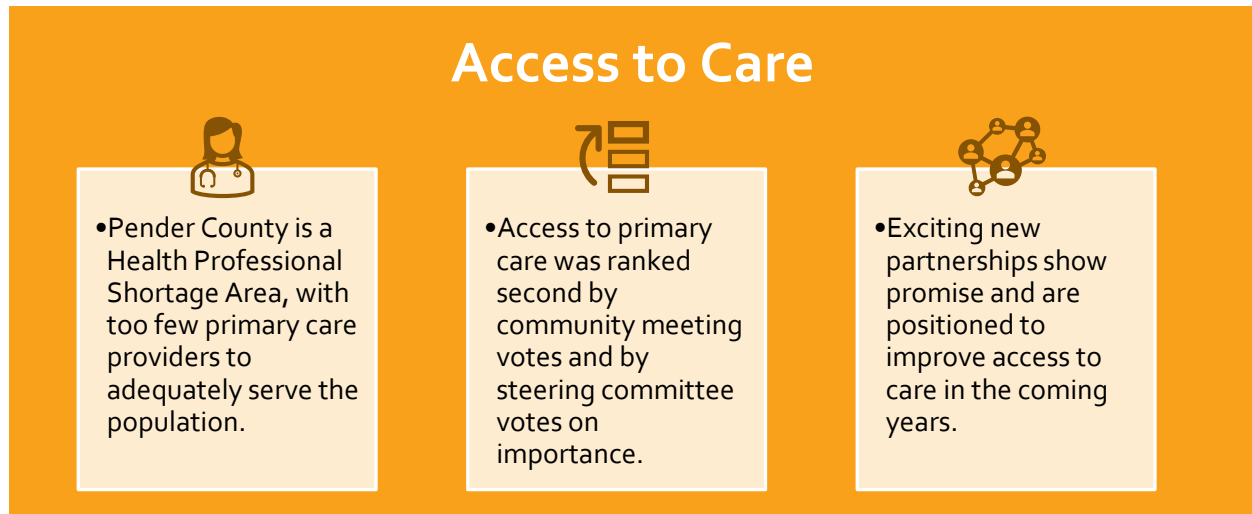 Access to Care
•Pender County is a
Health Professional
Shortage Area, with
too few primary care
providers to
adequately serve the
population.
•Access to primary
care was ranked
second by
community meeting
votes and by
steering committee
votes on
importance.
•Exciting new
partnerships show
promise and are
positioned to
improve access to
care in the coming
years.